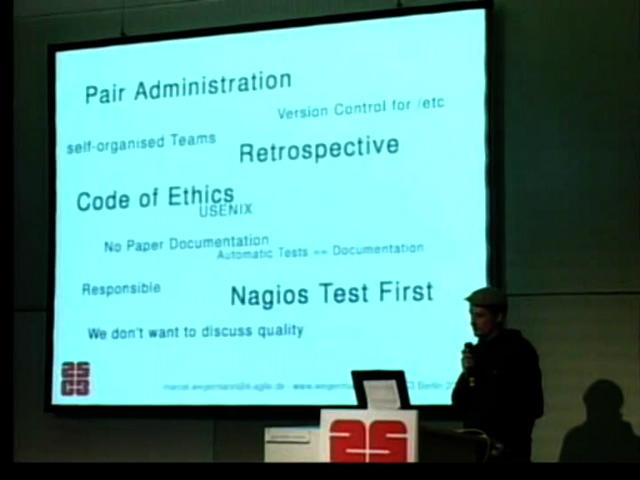 Pair Administration
Version Control for /etc
self-organised Teams
Retrospective
Code of Ethics
USENIX
No Paper Documentation
Automatic Tests == Documentation
Responsible
Nagios Test First
We don't want to discuss quality
Berlin